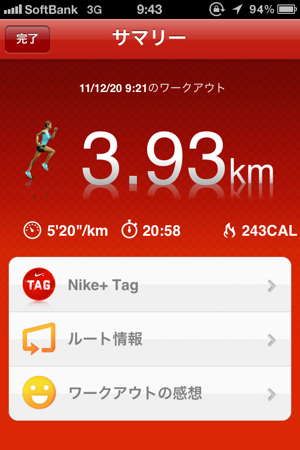 SoftBank 3G 9:43 94%
完了 サマリー
11/12/20 9:21のワークアウト
3.93km
5'20"/km 20:58 243CAL
TAG Nike+ Tag
ルート情報
ワークアウトの感想